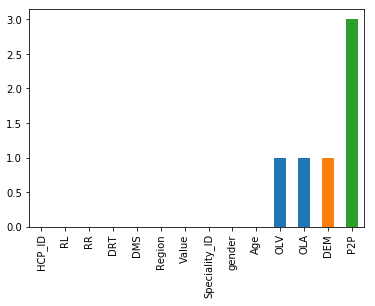 3.0
2.5
2.0
1.5
1.0
0.5
0.0
HCP_ID
RL
RR
DRT
DMS
Region
Value
Speciality_ID
gender
Age
OLV
OLA
DEM
P2P